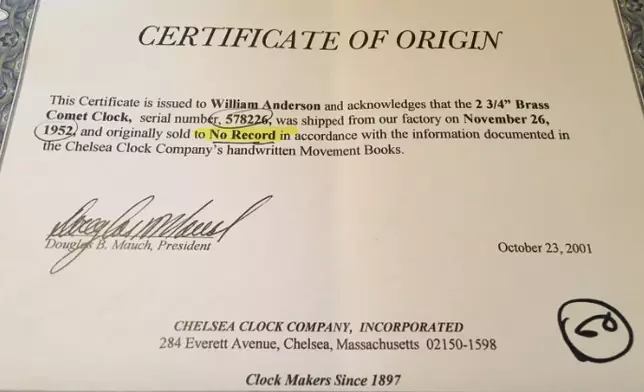 CERTIFICATE OF ORIGIN
This Certificate is issued to William Anderson and acknowledges that the 2 3/4” Brass
Comet Clock, serial number, 578226, was shipped from our factory on November 26,
1952, and originally sold to No Record in accordance with the information documented in
the Chelsea Clock Company's handwritten Movement Books.
Douglas B. Mauch
Douglas B. Mauch, President
October 23, 2001
CHELSEA CLOCK COMPANY, INCORPORATED
284 Everett Avenue, Chelsea, Massachusetts 02150-1598
Clock Makers Since 1897